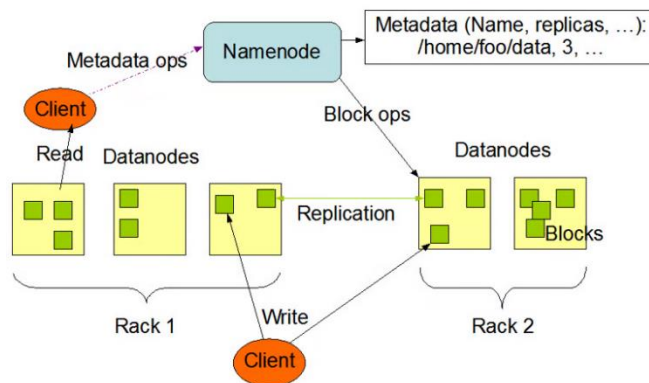 Metadata (Name, replicas, …):
/home/foo/data, 3, …
Namenode
Metadata ops
Client
Block ops
Read
Datanodes
Datanodes
Replication
Blocks
Write
Rack 1
Rack 2
Client